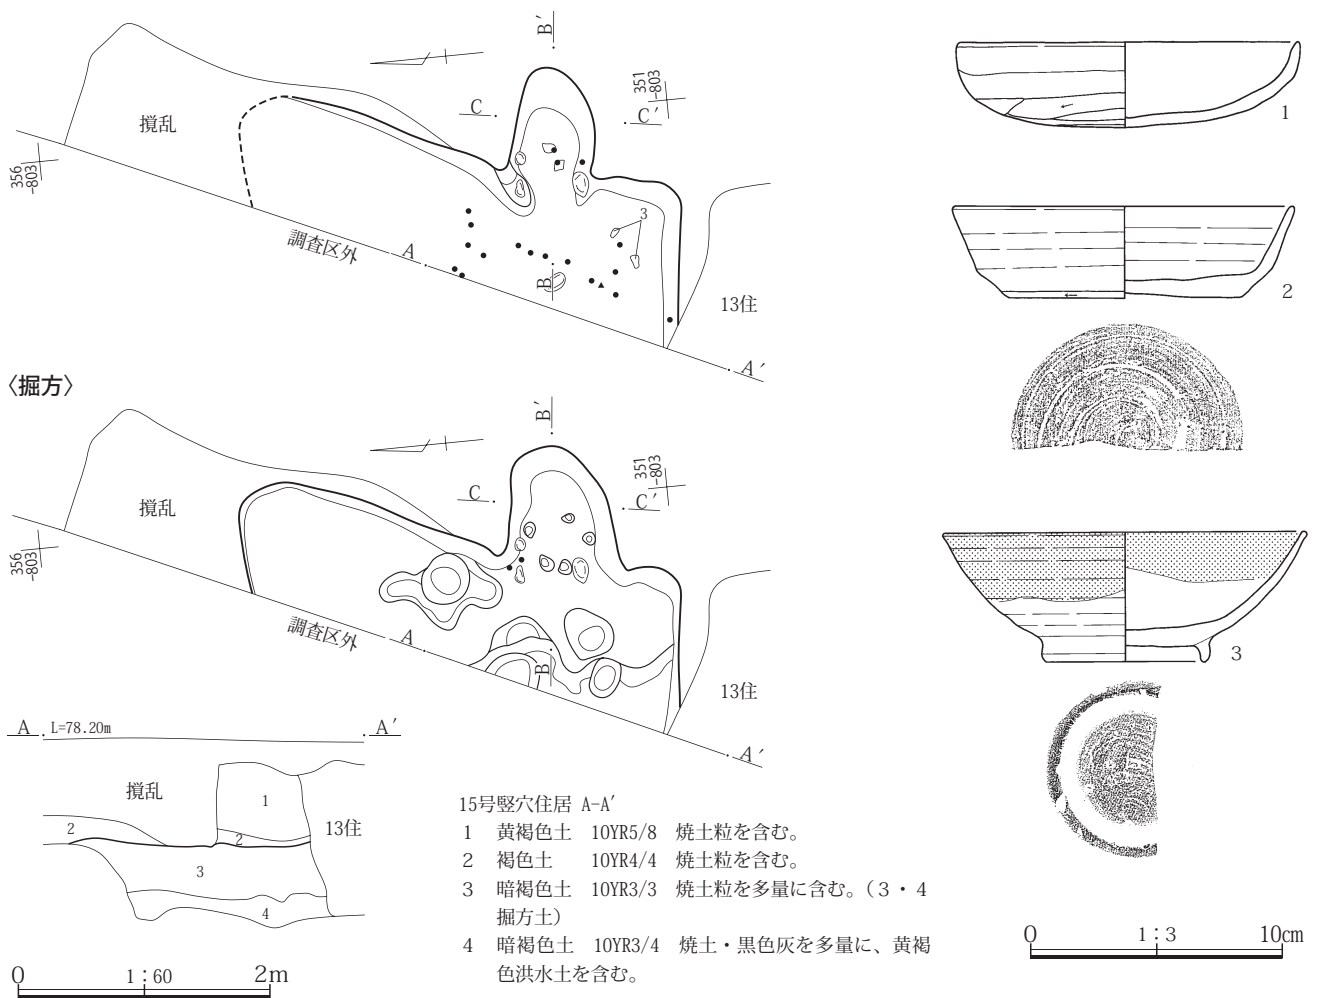 B′
撹乱
C
C′
351
-803
356
-803
3
調査区外
A
B
13住
A′
1
2
3
〈掘方〉
B′
撹乱
C
C′
351
-803
356
-803
調査区外
A
B
13住
A′
A L=78.20m A′
撹乱
1
2
2
13住
3
4
0 1:60 2m
15号竪穴住居 A-A′
1 黄褐色土 10YR5/8 焼土粒を含む。
2 褐色土 10YR4/4 焼土粒を含む。
3 暗褐色土 10YR3/3 焼土粒を多量に含む。（３・４
掘方土）
4 暗褐色土 10YR3/4 焼土・黒色灰を多量に、黄褐
色洪水土を含む。
0 1:3 10cm